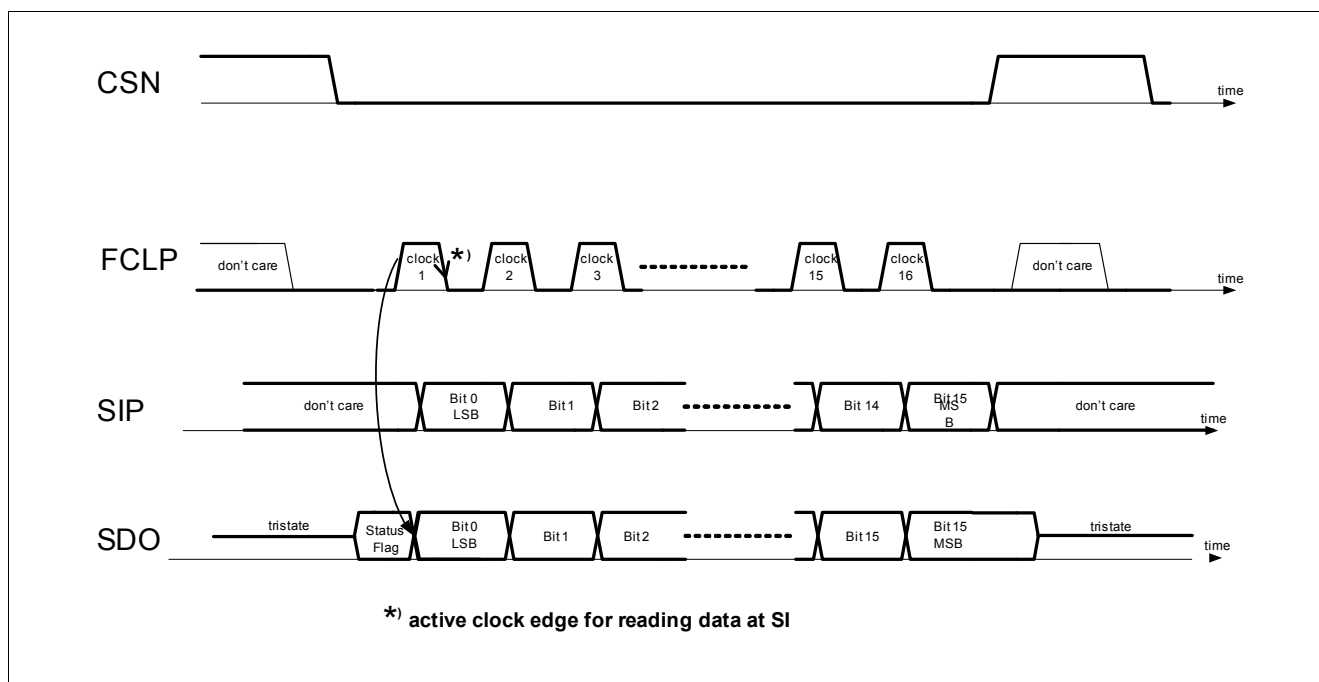 CSN
time
FCLP
don't care
clock
1
*)
clock
2
clock
3
clock
15
clock
16
don't care
time
SIP
don't care
Bit 0
LSB
Bit 1
Bit 2
Bit 14
Bit 15
MS
B
don't care
time
SDO
tristate
Status
Flag
Bit 0
LSB
Bit 1
Bit 2
Bit 15
Bit 15
MSB
tristate
time
*) active clock edge for reading data at SI